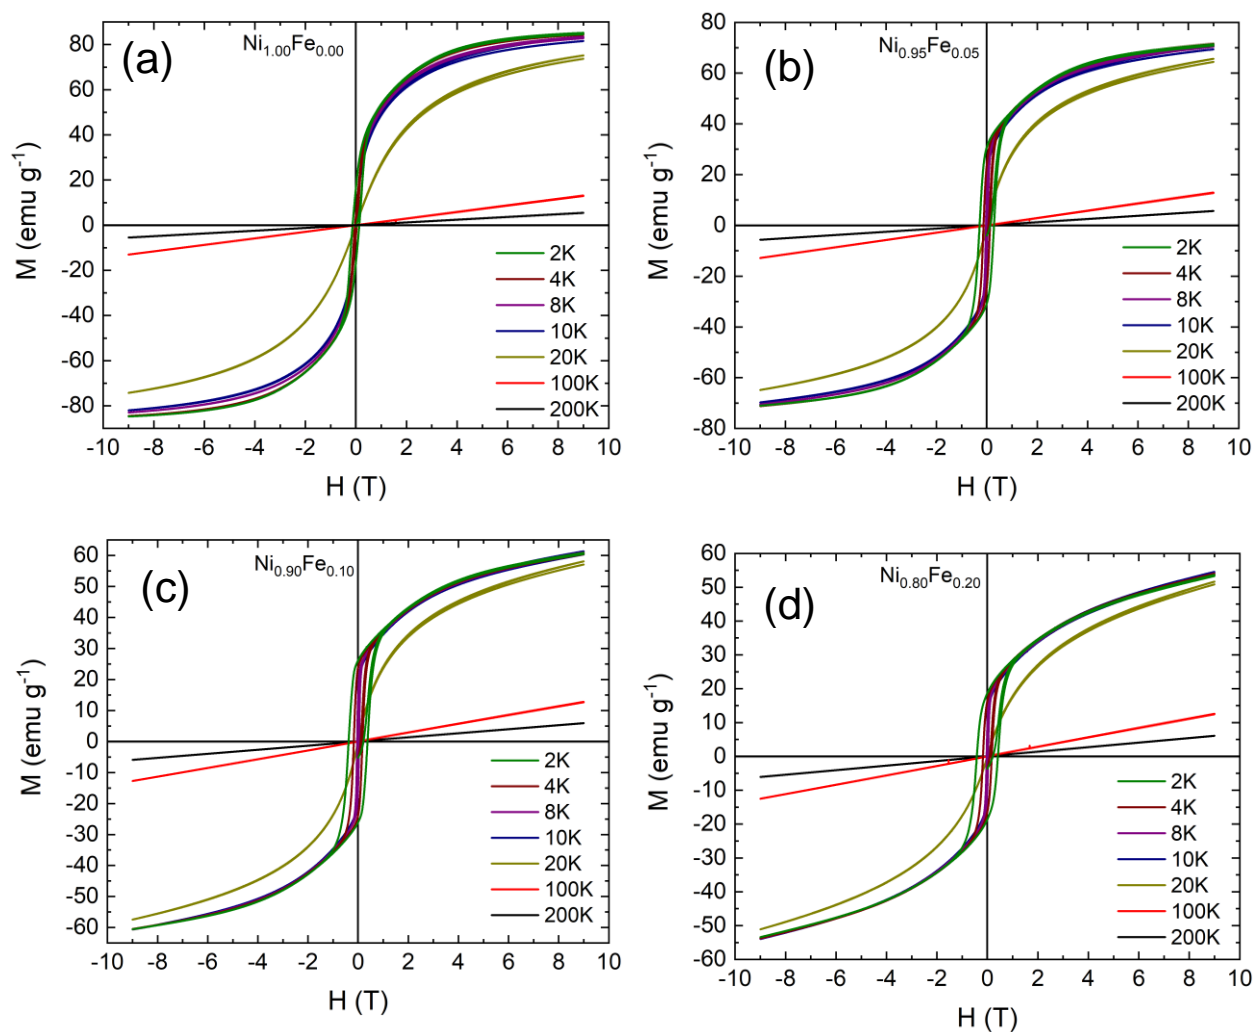 (a)
Ni1.00Fe0.00
80
60
40
20
0
-20
-40
-60
-80
M (emu g-1)
2K
4K
8K
10K
20K
100K
200K
-10 -8 -6 -4 -2 0 2 4 6 8 10
H (T)
(b)
Ni0.95Fe0.05
80
60
40
20
0
-20
-40
-60
-80
M (emu g-1)
2K
4K
8K
10K
20K
100K
200K
-10 -8 -6 -4 -2 0 2 4 6 8 10
H (T)
(c)
Ni0.90Fe0.10
60
50
40
30
20
10
0
-10
-20
-30
-40
-50
-60
M (emu g-1)
2K
4K
8K
10K
20K
100K
200K
-10 -8 -6 -4 -2 0 2 4 6 8 10
H (T)
(d)
Ni0.80Fe0.20
60
50
40
30
20
10
0
-10
-20
-30
-40
-50
-60
M (emu g-1)
2K
4K
8K
10K
20K
100K
200K
-10 -8 -6 -4 -2 0 2 4 6 8 10
H (T)